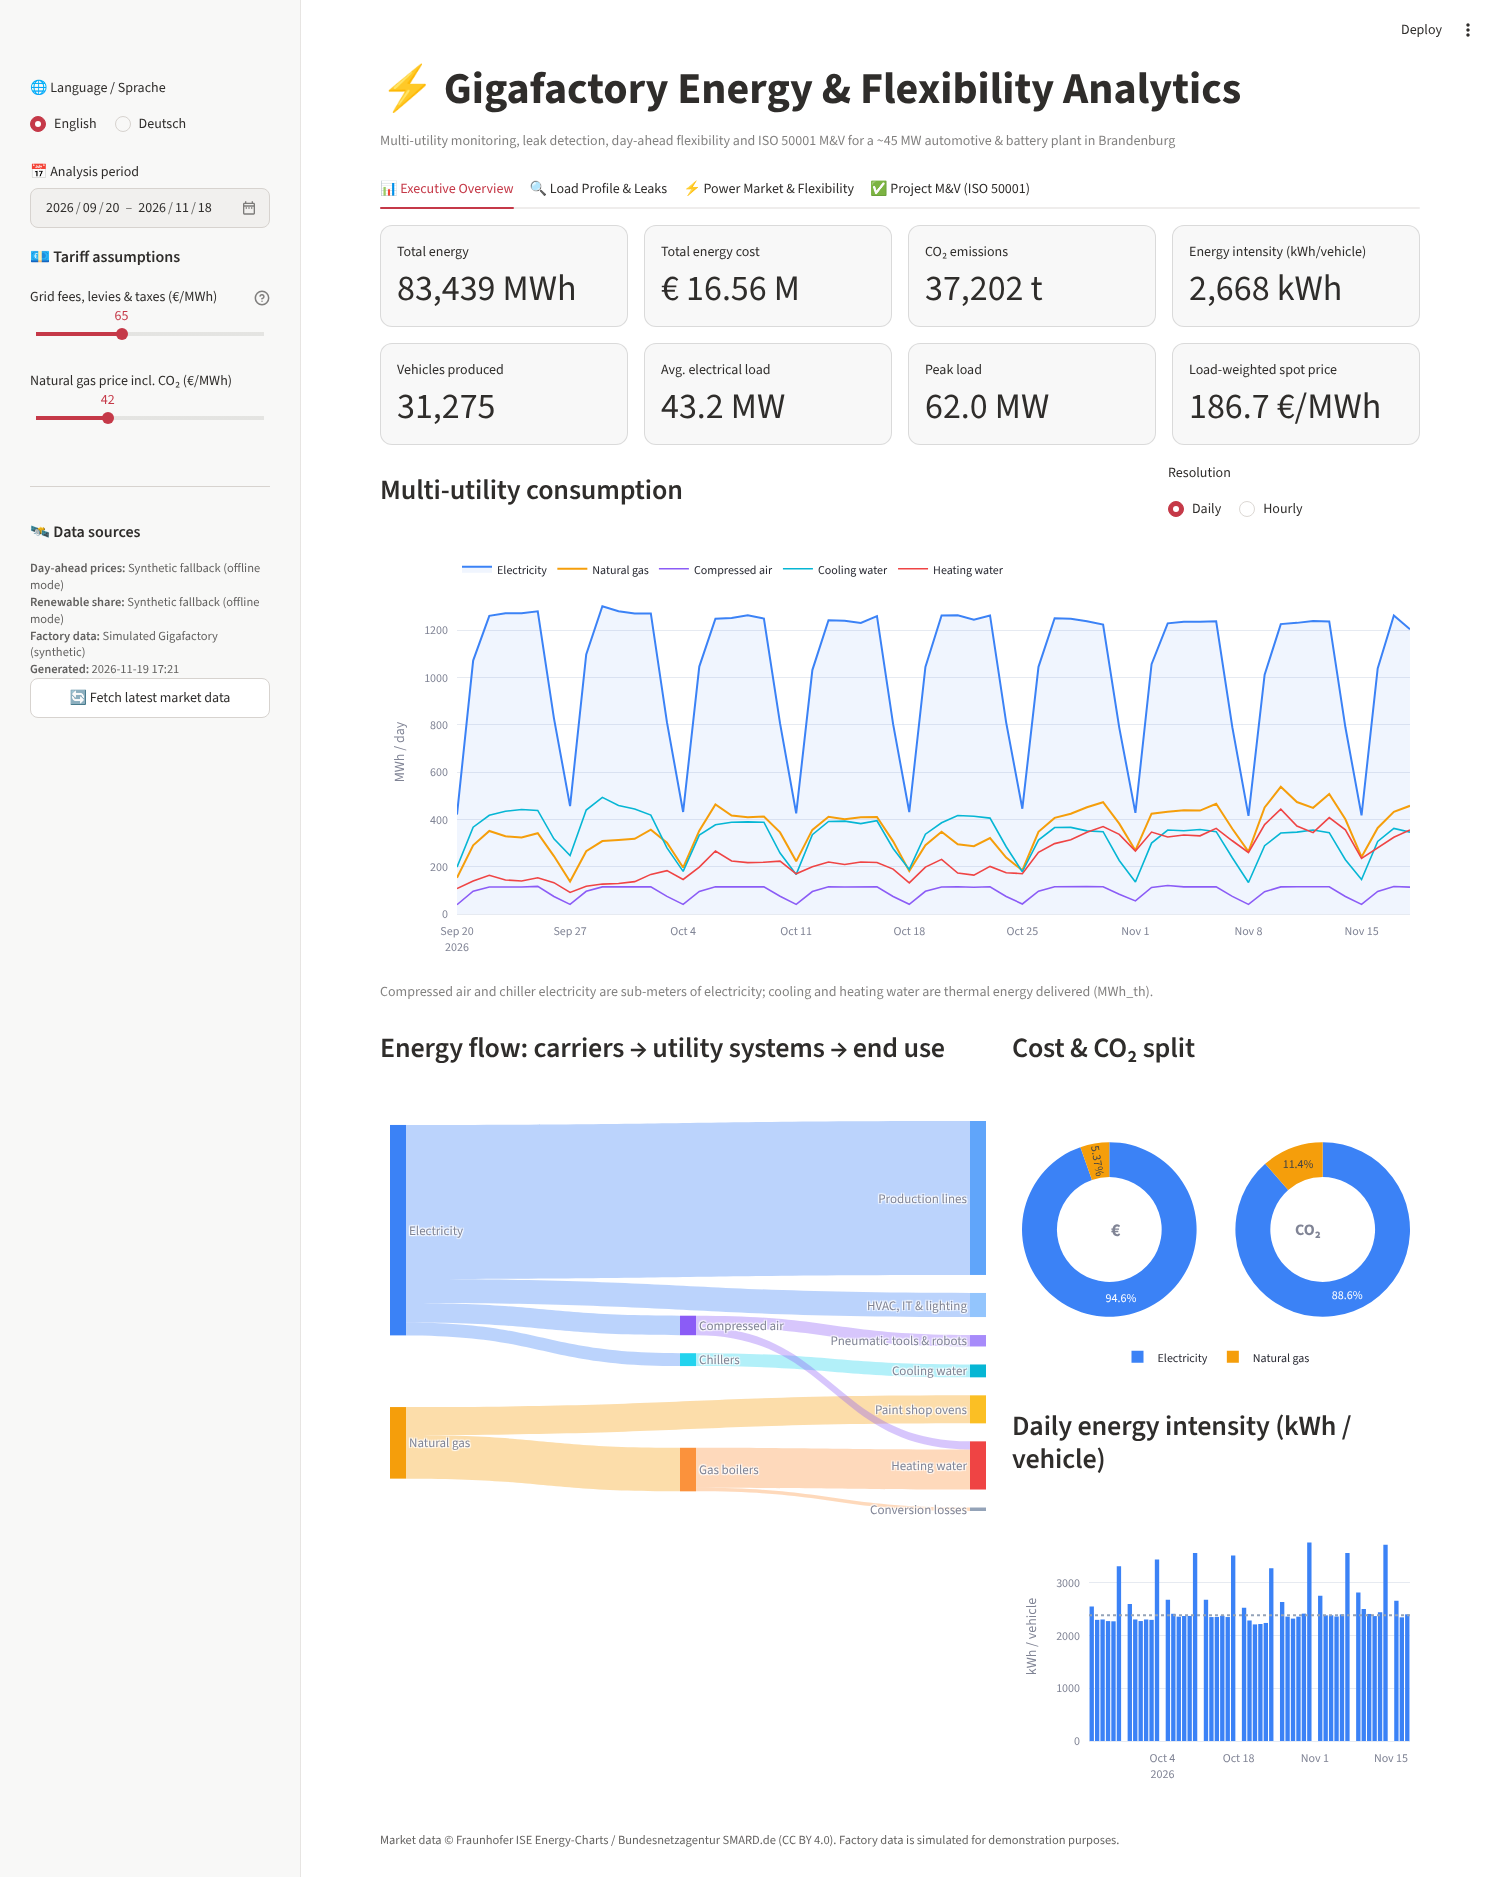 Deploy
🌐 Language / Sprache
English
Deutsch
📅 Analysis period
2026 / 09 / 20 – 2026 / 11 / 18
💶 Tariff assumptions
Grid fees, levies & taxes (€/MWh)
65
Natural gas price incl. CO₂ (€/MWh)
42
🛰️ Data sources
Day-ahead prices: Synthetic fallback (offline
mode)
Renewable share: Synthetic fallback (offline
mode)
Factory data: Simulated Gigafactory
(synthetic)
Generated: 2026-11-19 17:21
🔄 Fetch latest market data
⚡ Gigafactory Energy & Flexibility Analytics
Multi-utility monitoring, leak detection, day-ahead flexibility and ISO 50001 M&V for a ~45 MW automotive & battery plant in Brandenburg
📊 Executive Overview
🔍 Load Profile & Leaks
⚡ Power Market & Flexibility
✅ Project M&V (ISO 50001)
Total energy
83,439 MWh
Total energy cost
€ 16.56 M
CO₂ emissions
37,202 t
Energy intensity (kWh/vehicle)
2,668 kWh
Vehicles produced
31,275
Avg. electrical load
43.2 MW
Peak load
62.0 MW
Load-weighted spot price
186.7 €/MWh
Multi-utility consumption
Resolution
Daily
Hourly
Electricity
Natural gas
Compressed air
Cooling water
Heating water
MWh / day
1200
1000
800
600
400
200
0
Sep 20
2026
Sep 27
Oct 4
Oct 11
Oct 18
Oct 25
Nov 1
Nov 8
Nov 15
Compressed air and chiller electricity are sub-meters of electricity; cooling and heating water are thermal energy delivered (MWh_th).
Energy flow: carriers → utility systems → end use
Electricity
Natural gas
Compressed air
Chillers
Gas boilers
Production lines
HVAC, IT & lighting
Pneumatic tools & robots
Cooling water
Paint shop ovens
Heating water
Conversion losses
Cost & CO₂ split
5.37%
€
94.6%
11.4%
CO₂
88.6%
Electricity
Natural gas
Daily energy intensity (kWh /
vehicle)
kWh / vehicle
3000
2000
1000
0
Oct 4
2026
Oct 18
Nov 1
Nov 15
Market data © Fraunhofer ISE Energy-Charts / Bundesnetzagentur SMARD.de (CC BY 4.0). Factory data is simulated for demonstration purposes.